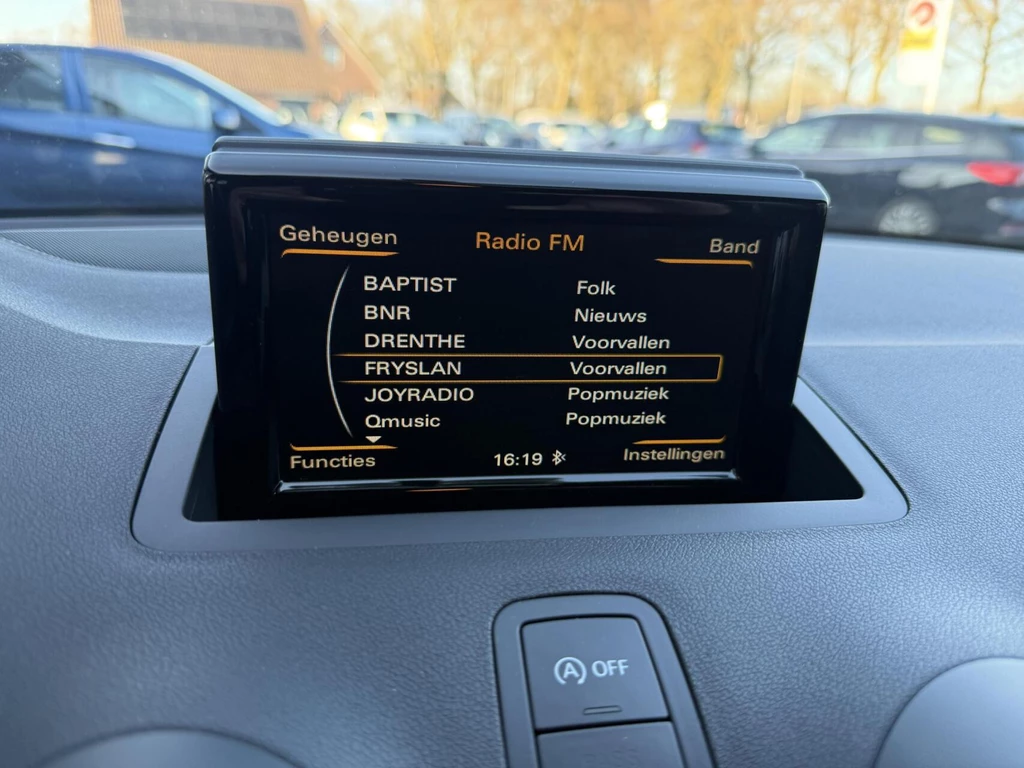 Geheugen Radio FM Band
BAPTIST Folk
BNR Nieuws
DRENTHE Voorvallen
FRYSLAN Voorvallen
JOYRADIO Popmuziek
Qmusic Popmuziek
Functies 16:19 Instellingen
A OFF